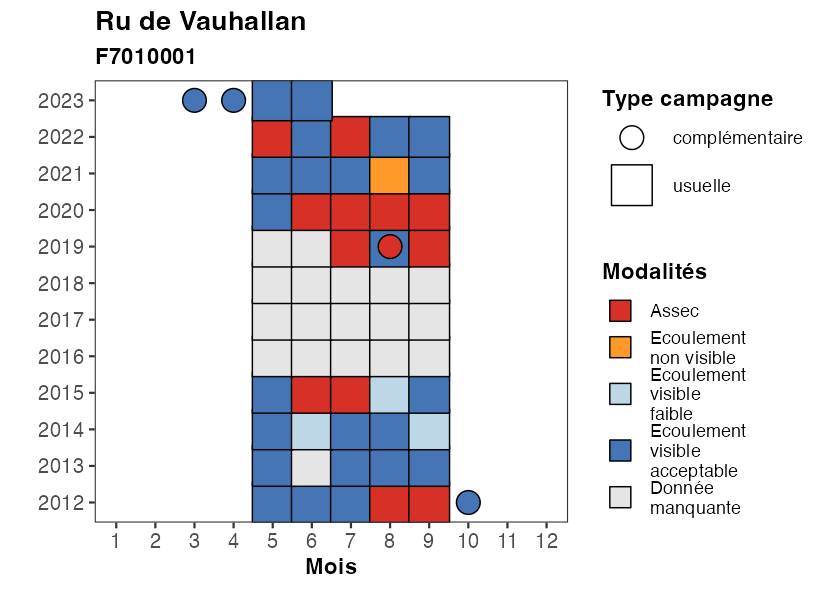 Ru de Vauhallan
F7010001
2023
2022
2021
2020
2019
2018
2017
2016
2015
2014
2013
2012
1 2 3 4 5 6 7 8 9 10 11 12
Mois
Type campagne
complémentaire
usuelle
Modalités
Assec
Ecoulement
non visible
Ecoulement
visible
faible
Ecoulement
visible
acceptable
Donnée
manquante